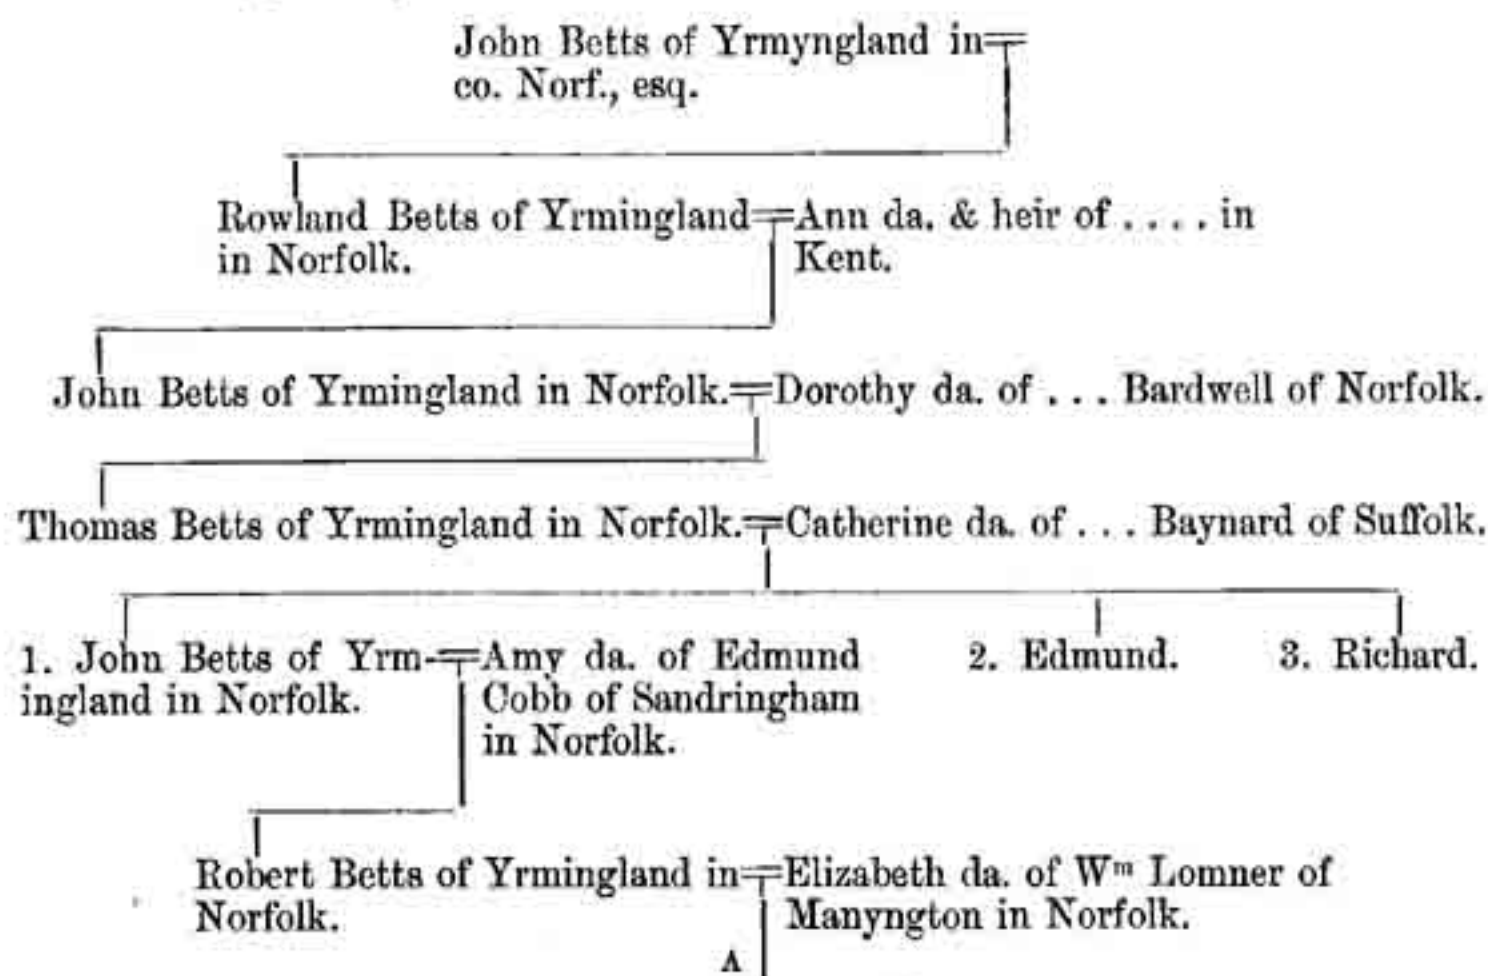 John Betts of Yrmyngland in
co. Norf., esq.
Rowland Betts of Yrmingland
in Norfolk.
Ann da. & heir of . . . . in
Kent.
John Betts of Yrmingland in Norfolk.
Dorothy da. of . . . Bardwell of Norfolk.
Thomas Betts of Yrmingland in Norfolk.
Catherine da. of . . . Baynard of Suffolk.
1. John Betts of Yrm-
ingland in Norfolk.
Amy da. of Edmund
Cobb of Sandringham
in Norfolk.
2. Edmund.
3. Richard.
Robert Betts of Yrmingland in
Norfolk.
Elizabeth da. of Wᵐ Lomner of
Manyngton in Norfolk.
A